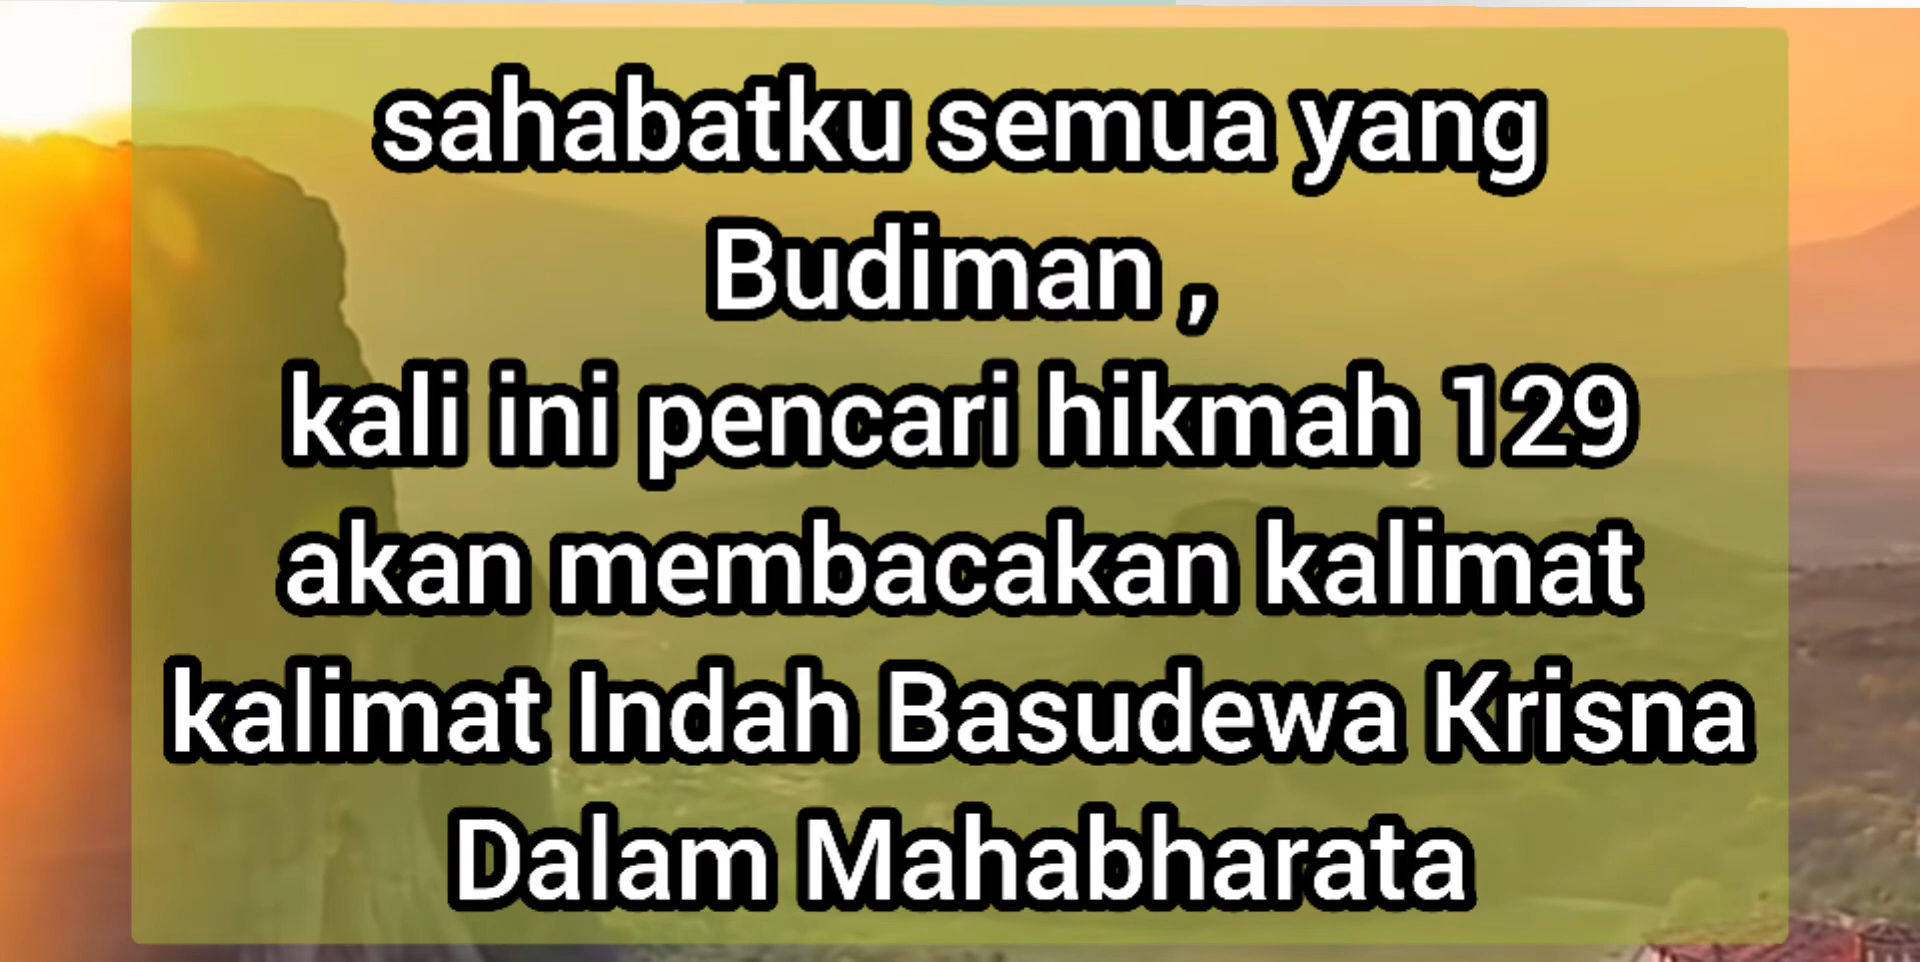 sahabatku semua yang
Budiman ,
kali ini pencari hikmah 129
akan membacakan kalimat
kalimat Indah Basudewa Krisna
Dalam Mahabharata